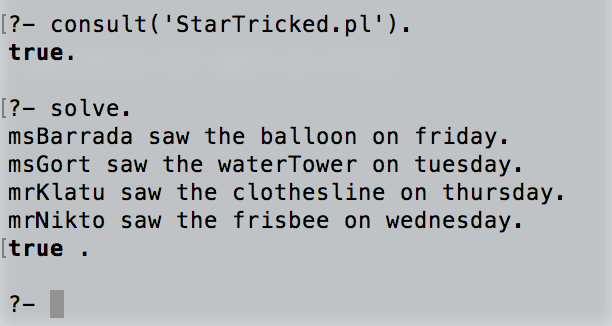 [?- consult('StarTricked.pl').
true.
[?- solve.
msBarrada saw the balloon on friday.
msGort saw the waterTower on tuesday.
mrKlatu saw the clothesline on thursday.
mrNikto saw the frisbee on wednesday.
[true .
?-